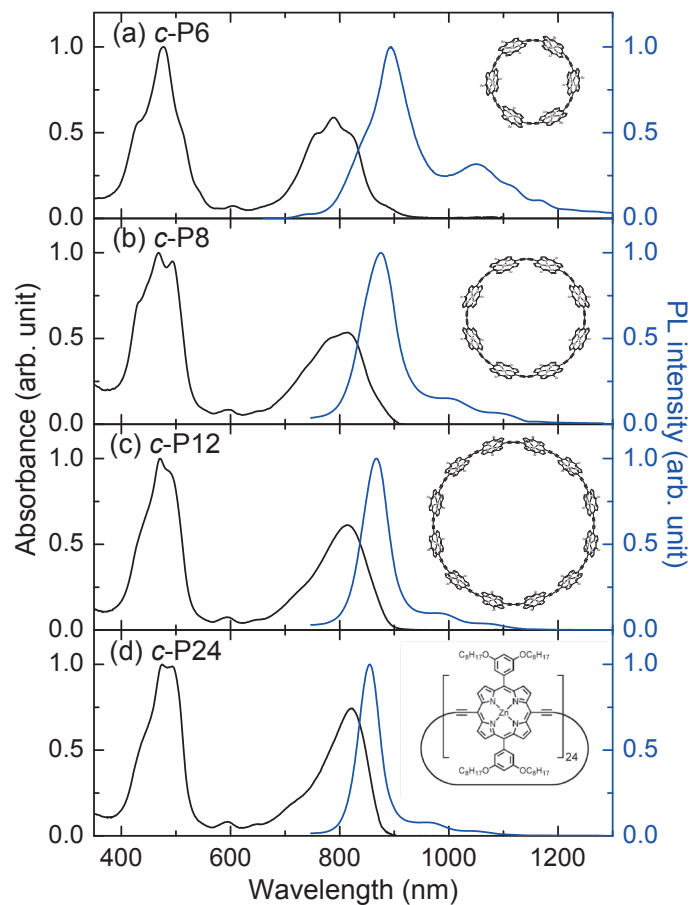 (a) c-P6
1.0
0.5
0.0
1.0
0.5
0.0
(b) c-P8
1.0
0.5
0.0
1.0
0.5
0.0
(c) c-P12
1.0
0.5
0.0
1.0
0.5
0.0
(d) c-P24
1.0
0.5
0.0
1.0
0.5
0.0
C₈H₁₇O
OC₈H₁₇
N
N
Zn
N
N
24
C₈H₁₇O
OC₈H₁₇
Absorbance (arb. unit)
PL intensity (arb. unit)
400 600 800 1000 1200
Wavelength (nm)